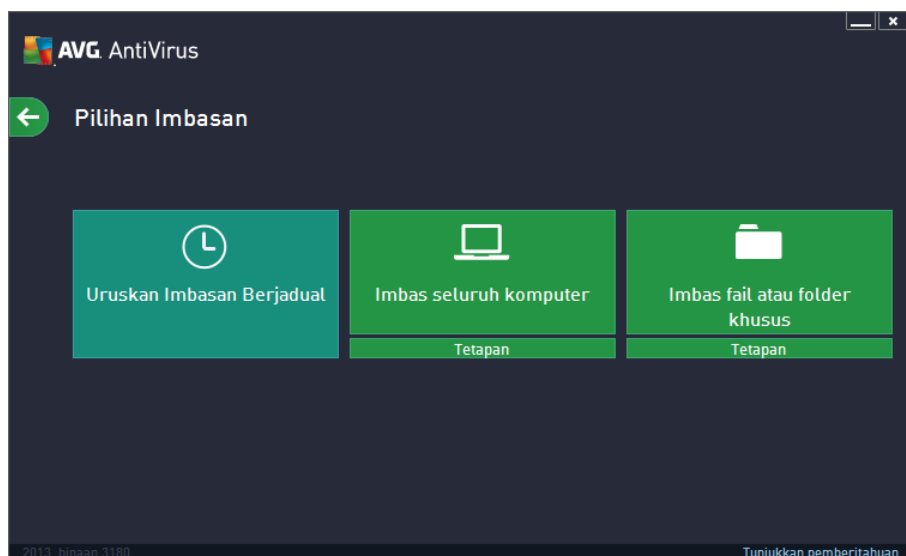 AVG. AntiVirus
Pilihan Imbasan
Uruskan Imbasan Berjadual
Imbas seluruh komputer
Tetapan
Imbas fail atau folder
khusus
Tetapan
2013 binaan 3180
Tunjukkan pemberitahuan